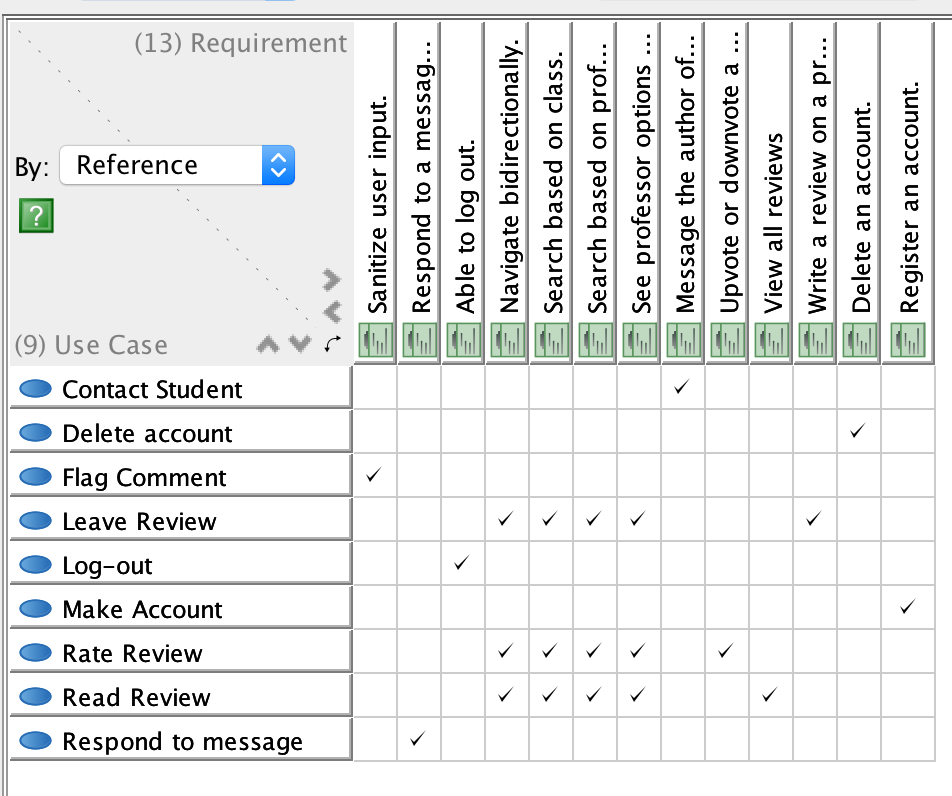 (13) Requirement
By: Reference
?
(9) Use Case
Sanitize user input.
Respond to a messag...
Able to log out.
Navigate bidirectionally.
Search based on class.
Search based on prof...
See professor options ...
Message the author of...
Upvote or downvote a ...
View all reviews
Write a review on a pr...
Delete an account.
Register an account.
Contact Student
Delete account
Flag Comment
Leave Review
Log-out
Make Account
Rate Review
Read Review
Respond to message